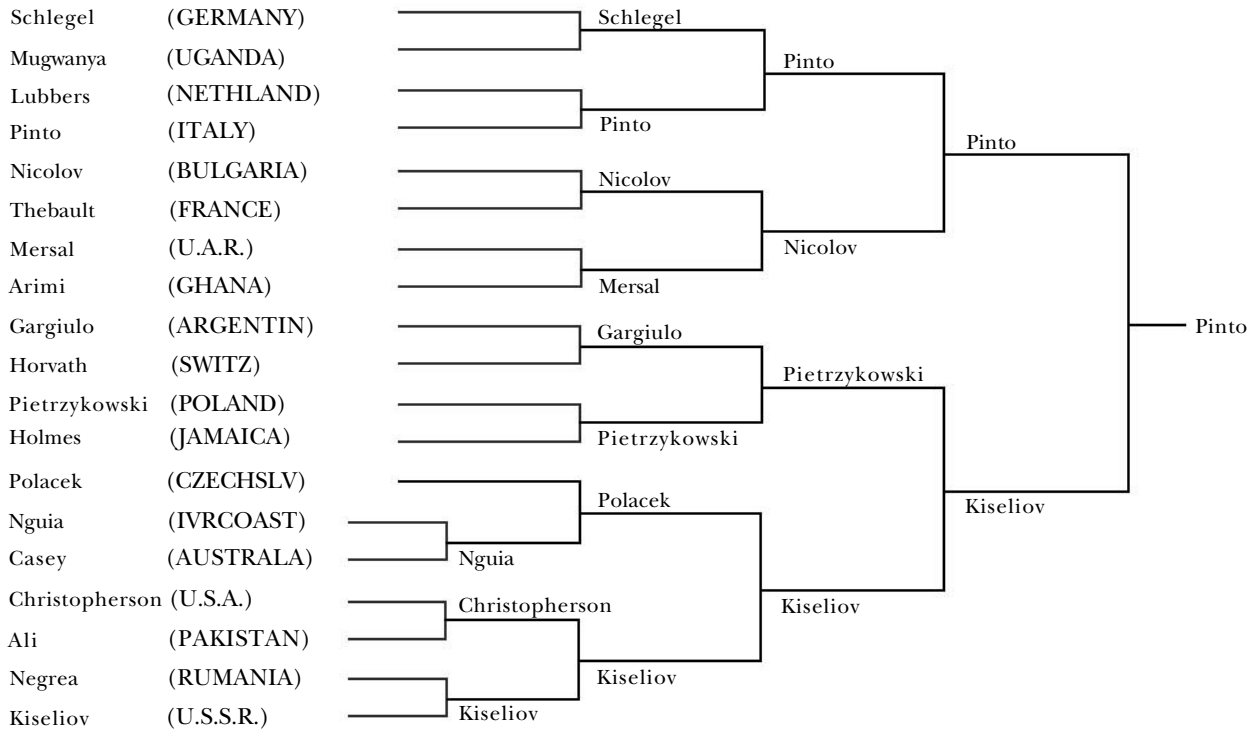 Schlegel (GERMANY) Schlegel
Mugwanya (UGANDA) Pinto
Lubbers (NETHLAND)
Pinto (ITALY) Pinto
Pinto
Nicolov (BULGARIA) Nicolov
Thebault (FRANCE)
Mersal (U.A.R.) Nicolov
Arimi (GHANA) Mersal
Gargiulo (ARGENTIN) Gargiulo Pinto
Horvath (SWITZ) Pietrzykowski
Pietrzykowski (POLAND)
Holmes (JAMAICA) Pietrzykowski
Polacek (CZECHSLV) Polacek Kiseliov
Nguia (IVRCOAST)
Casey (AUSTRALA) Nguia
Christopherson (U.S.A.) Christopherson Kiseliov
Ali (PAKISTAN)
Negrea (RUMANIA) Kiseliov
Kiseliov (U.S.S.R.) Kiseliov